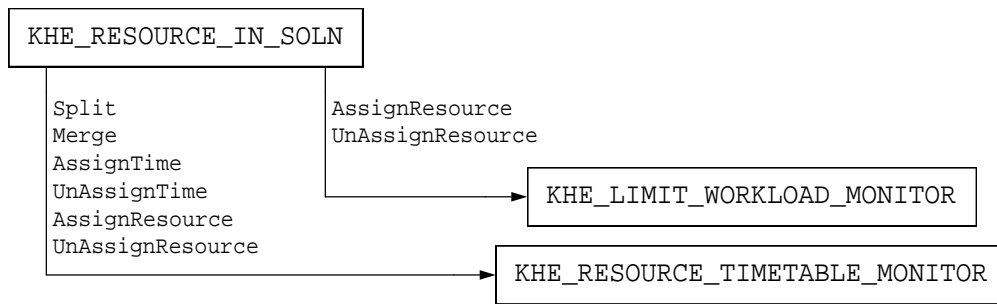 KHE_RESOURCE_IN_SOLN
Split
Merge
AssignTime
UnAssignTime
AssignResource
UnAssignResource
AssignResource
UnAssignResource
KHE_LIMIT_WORKLOAD_MONITOR
KHE_RESOURCE_TIMETABLE_MONITOR